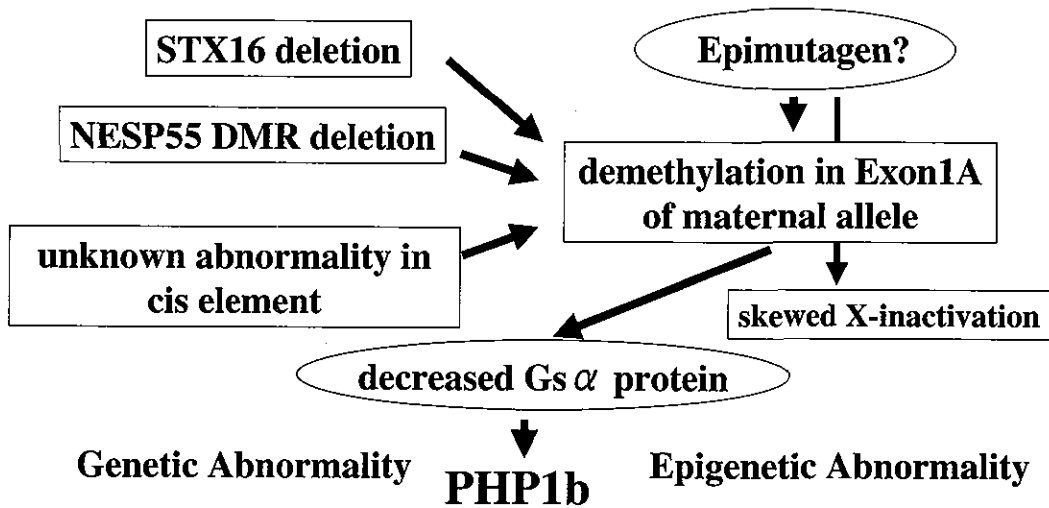 STX16 deletion
Epimutagen?
NESP55 DMR deletion
demethylation in Exon1A
of maternal allele
unknown abnormality in
cis element
skewed X-inactivation
decreased Gs α protein
Genetic Abnormality
Epigenetic Abnormality
PHP1b